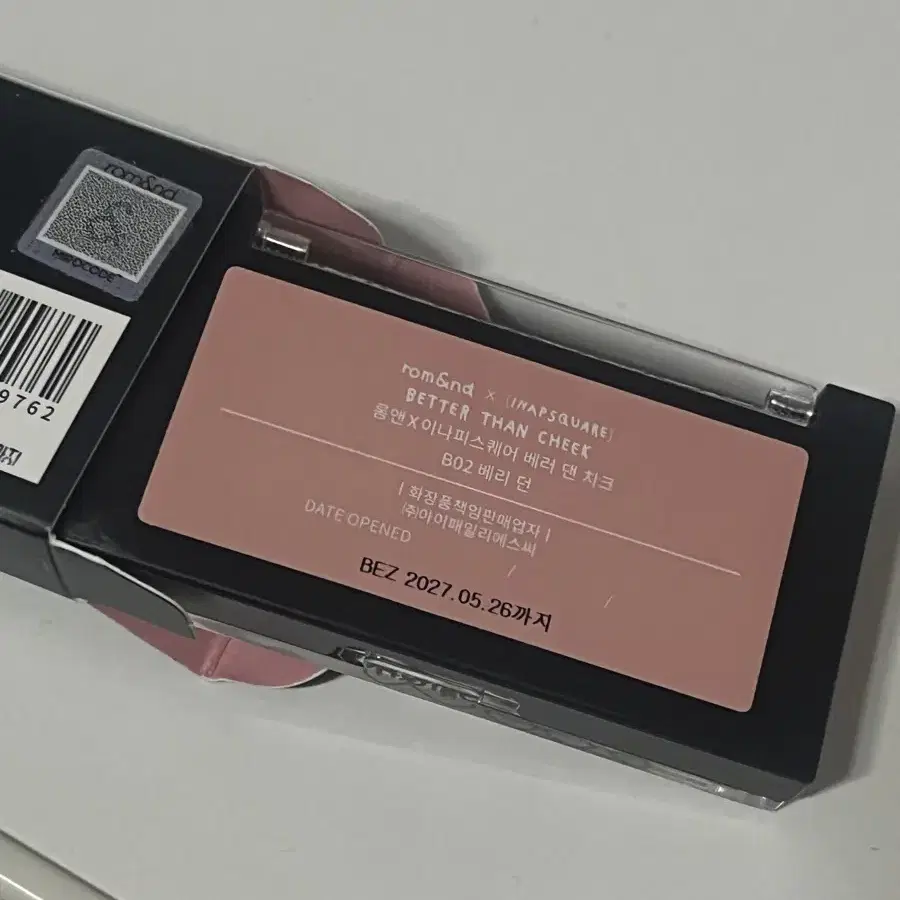 rom&nd
9762
까지
rom&nd × {INAPSQUARE}
BETTER THAN CHEEK
롬앤X이나피스퀘어 베러 댄 치크
B02 베리 던
| 화장품책임판매업자 |
㈜아이패밀리에스씨
DATE OPENED / /
BEZ 2027.05.26까지